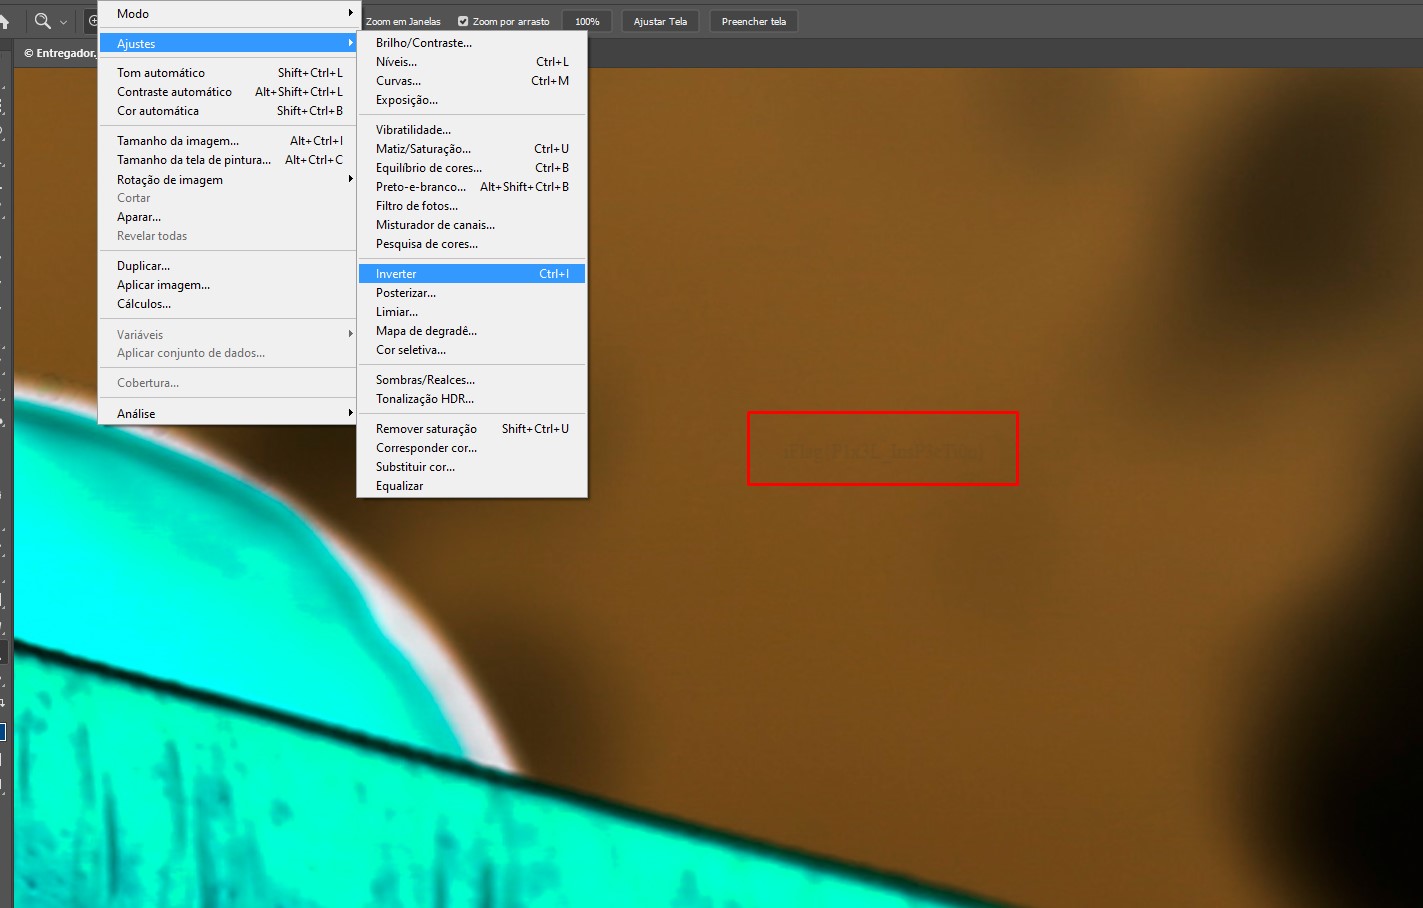 Modo
Zoom em Janelas
Zoom por arrasto
100%
Ajustar Tela
Preencher tela
© Entregador.
Ajustes
Tom automático Shift+Ctrl+L
Contraste automático Alt+Shift+Ctrl+L
Cor automática Shift+Ctrl+B
Tamanho da imagem... Alt+Ctrl+I
Tamanho da tela de pintura... Alt+Ctrl+C
Rotação de imagem
Cortar
Aparar...
Revelar todas
Duplicar...
Aplicar imagem...
Cálculos...
Variáveis
Aplicar conjunto de dados...
Cobertura...
Análise
Brilho/Contraste...
Níveis... Ctrl+L
Curvas... Ctrl+M
Exposição...
Vibratilidade...
Matiz/Saturação... Ctrl+U
Equilíbrio de cores... Ctrl+B
Preto-e-branco... Alt+Shift+Ctrl+B
Filtro de fotos...
Misturador de canais...
Pesquisa de cores...
Inverter Ctrl+I
Posterizar...
Limiar...
Mapa de degradê...
Cor seletiva...
Sombras/Realces...
Tonalização HDR...
Remover saturação Shift+Ctrl+U
Corresponder cor...
Substituir cor...
Equalizar